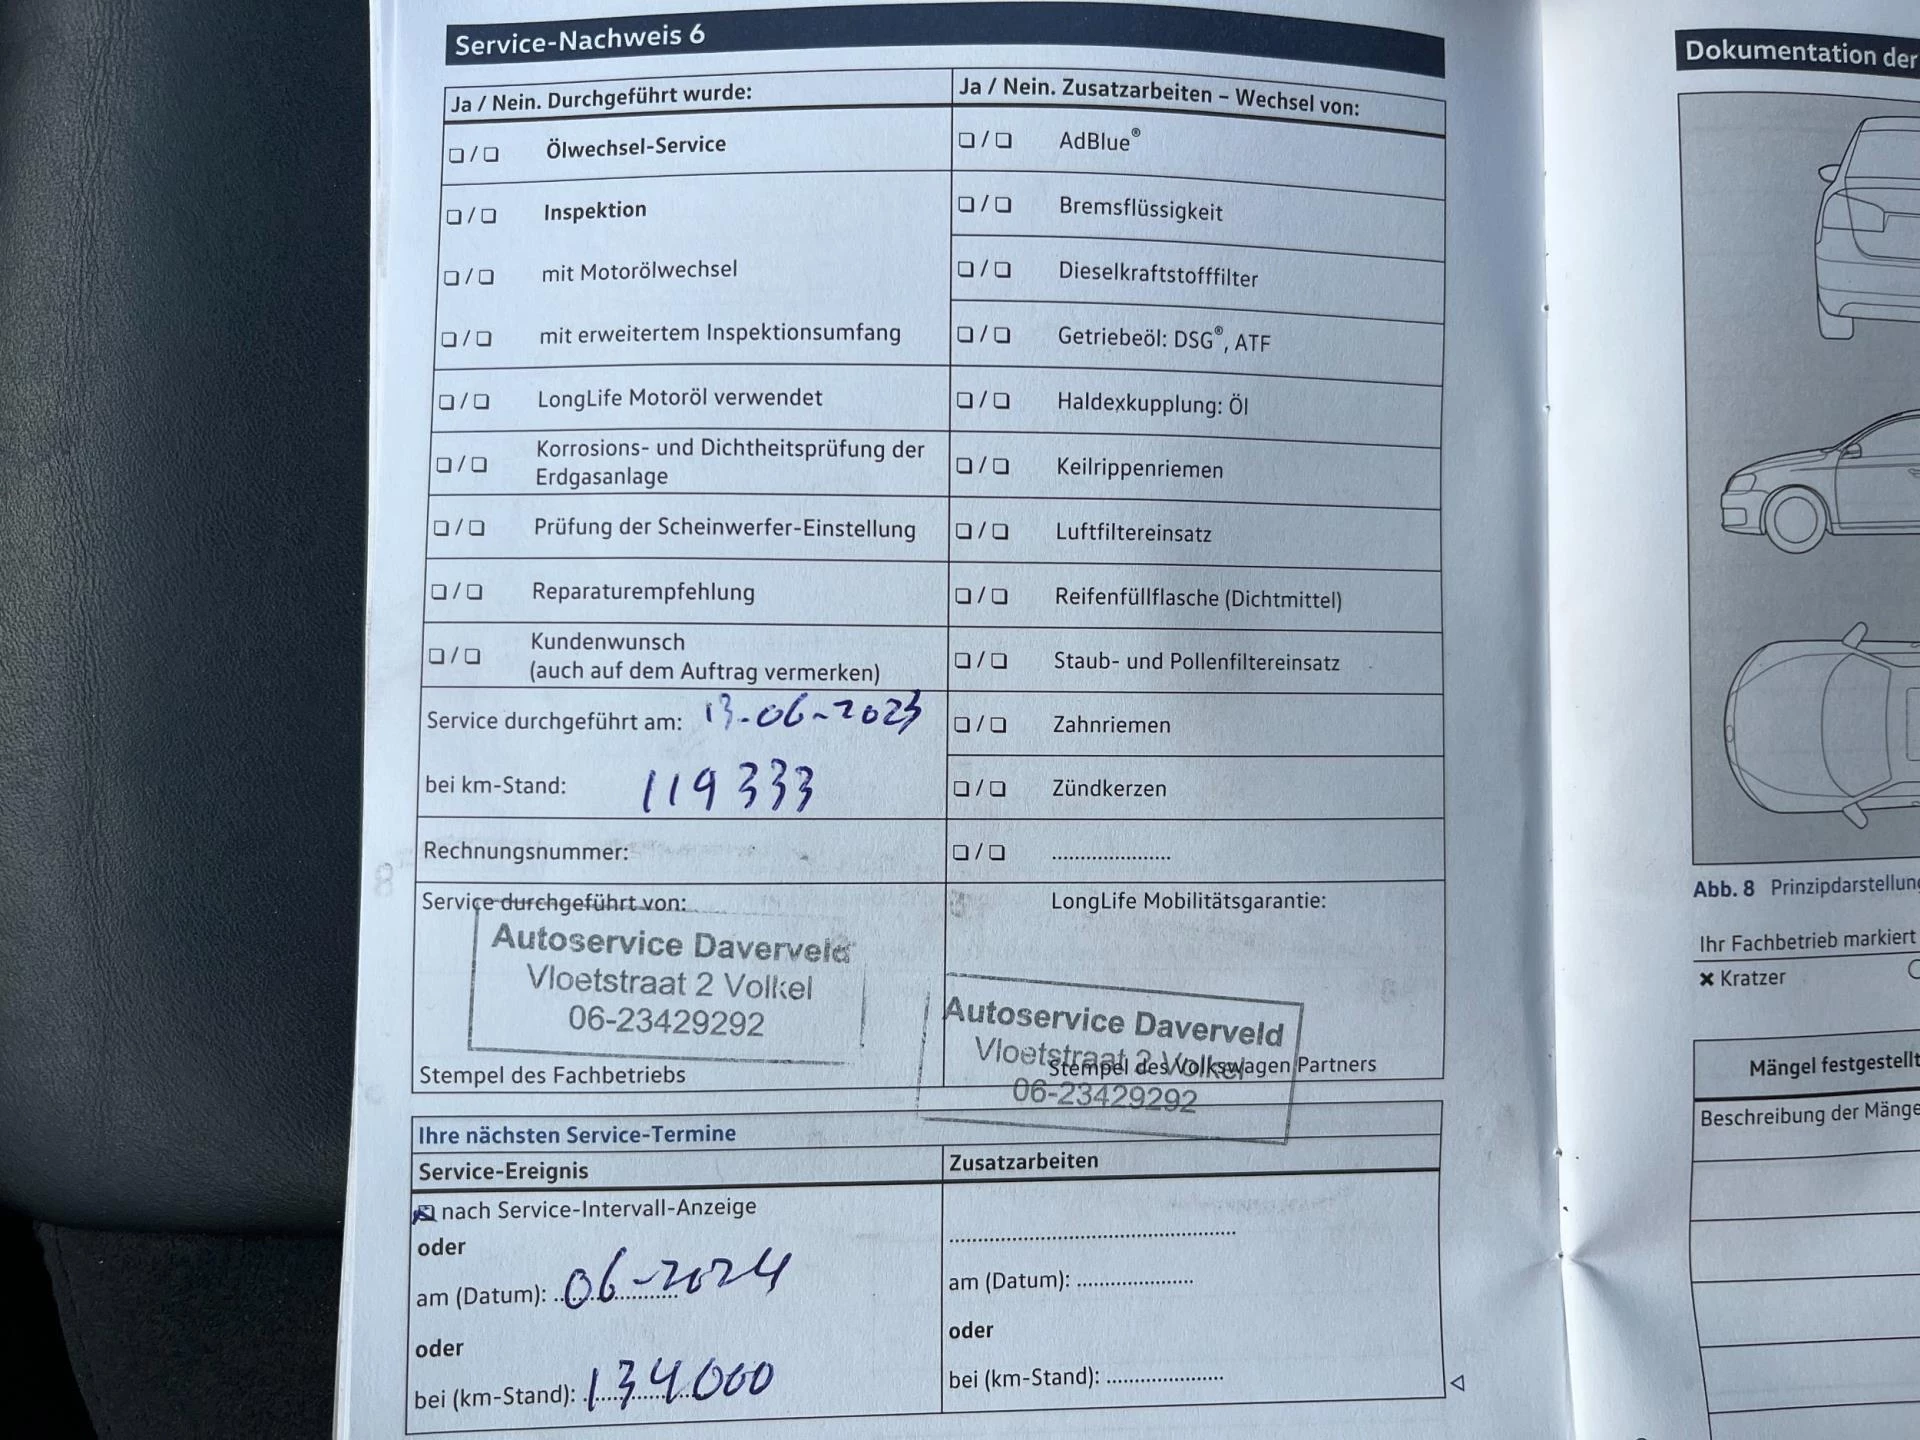 Service-Nachweis 6
Ja / Nein. Durchgeführt wurde:
❏ / ❏ Ölwechsel-Service
❏ / ❏ Inspektion
❏ / ❏ mit Motorölwechsel
❏ / ❏ mit erweitertem Inspektionsumfang
❏ / ❏ LongLife Motoröl verwendet
❏ / ❏ Korrosions- und Dichtheitsprüfung der
Erdgasanlage
❏ / ❏ Prüfung der Scheinwerfer-Einstellung
❏ / ❏ Reparaturempfehlung
❏ / ❏ Kundenwunsch
(auch auf dem Auftrag vermerken)
Service durchgeführt am: 13-06-2023
bei km-Stand: 119333
Rechnungsnummer:
Service durchgeführt von:
Autoservice Daverveld
Vloetstraat 2 Volkel
06-23429292
Stempel des Fachbetriebs
Ja / Nein. Zusatzarbeiten – Wechsel von:
❏ / ❏ AdBlue®
❏ / ❏ Bremsflüssigkeit
❏ / ❏ Dieselkraftstofffilter
❏ / ❏ Getriebeöl: DSG®, ATF
❏ / ❏ Haldexkupplung: Öl
❏ / ❏ Keilrippenriemen
❏ / ❏ Luftfiltereinsatz
❏ / ❏ Reifenfüllflasche (Dichtmittel)
❏ / ❏ Staub- und Pollenfiltereinsatz
❏ / ❏ Zahnriemen
❏ / ❏ Zündkerzen
❏ / ❏ .....................
LongLife Mobilitätsgarantie:
Autoservice Daverveld
Vloetstraat 2 Volkel
Stempel des Volkswagen Partners
06-23429292
Ihre nächsten Service-Termine
Service-Ereignis
nach Service-Intervall-Anzeige
oder
am (Datum): 06-2024
oder
bei (km-Stand): 134000
Zusatzarbeiten
am (Datum): .....................
oder
bei (km-Stand): .....................
Dokumentation der
Abb. 8 Prinzipdarstellung
Ihr Fachbetrieb markiert
✖ Kratzer
Mängel festgestellt
Beschreibung der Mänge